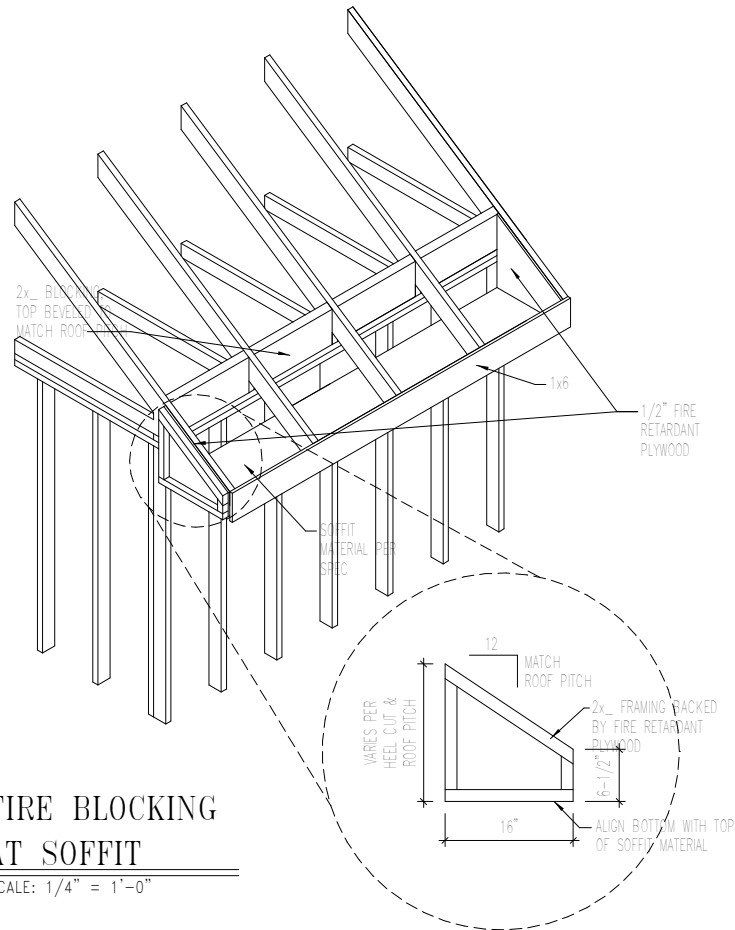 2x_ BLOCKING,
TOP BEVELED TO
MATCH ROOF PITCH
1x6
1/2" FIRE
RETARDANT
PLYWOOD
SOFFIT
MATERIAL PER
SPEC
12
MATCH
ROOF PITCH
VARIES PER
HEEL CUT &
ROOF PITCH
2x_ FRAMING BACKED
BY FIRE RETARDANT
PLYWOOD
6-1/2"
16"
ALIGN BOTTOM WITH TOP
OF SOFFIT MATERIAL
FIRE BLOCKING
AT SOFFIT
SCALE: 1/4" = 1'-0"